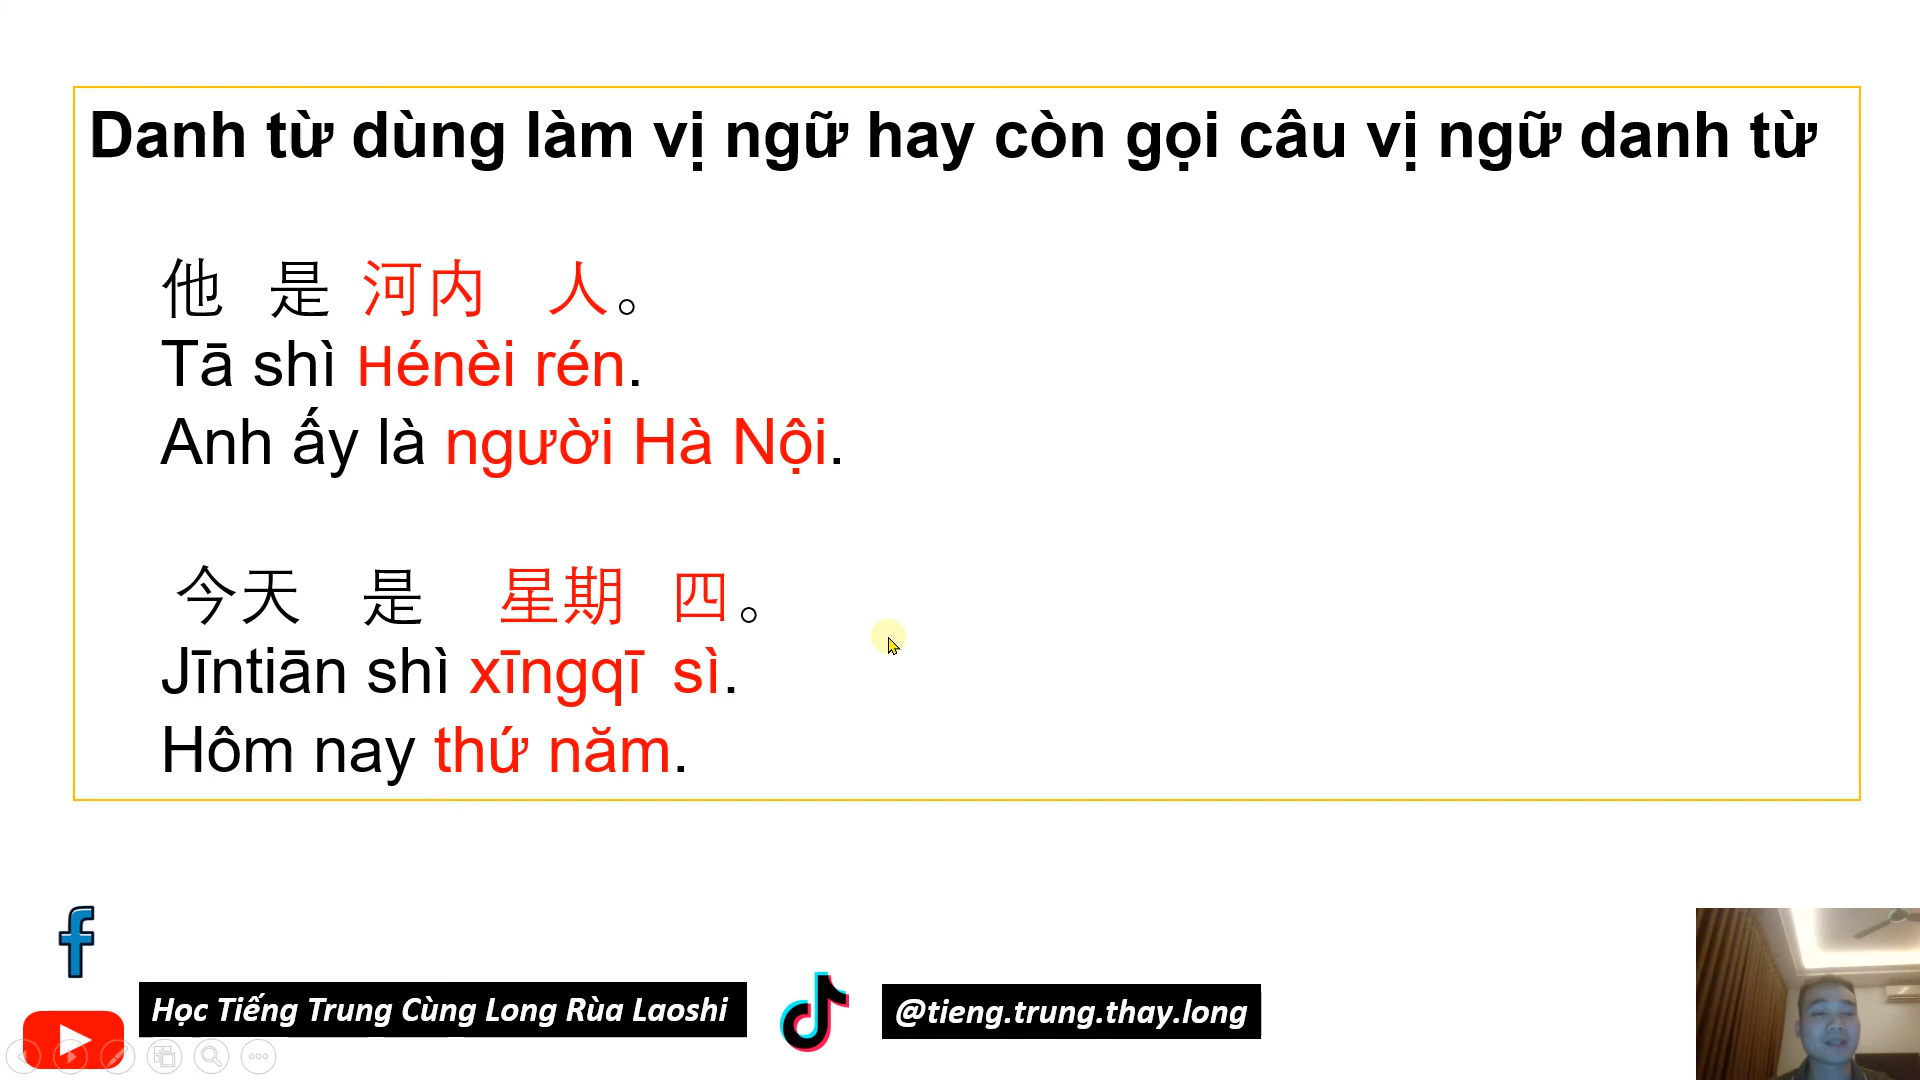 Danh từ dùng làm vị ngữ hay còn gọi câu vị ngữ danh từ
他 是 河内 人。
Tā shì Hénèi rén.
Anh ấy là người Hà Nội.
今天 是 星期 四。
Jīntiān shì xīngqī sì.
Hôm nay thứ năm.
Học Tiếng Trung Cùng Long Rùa Laoshi
@tieng.trung.thay.long